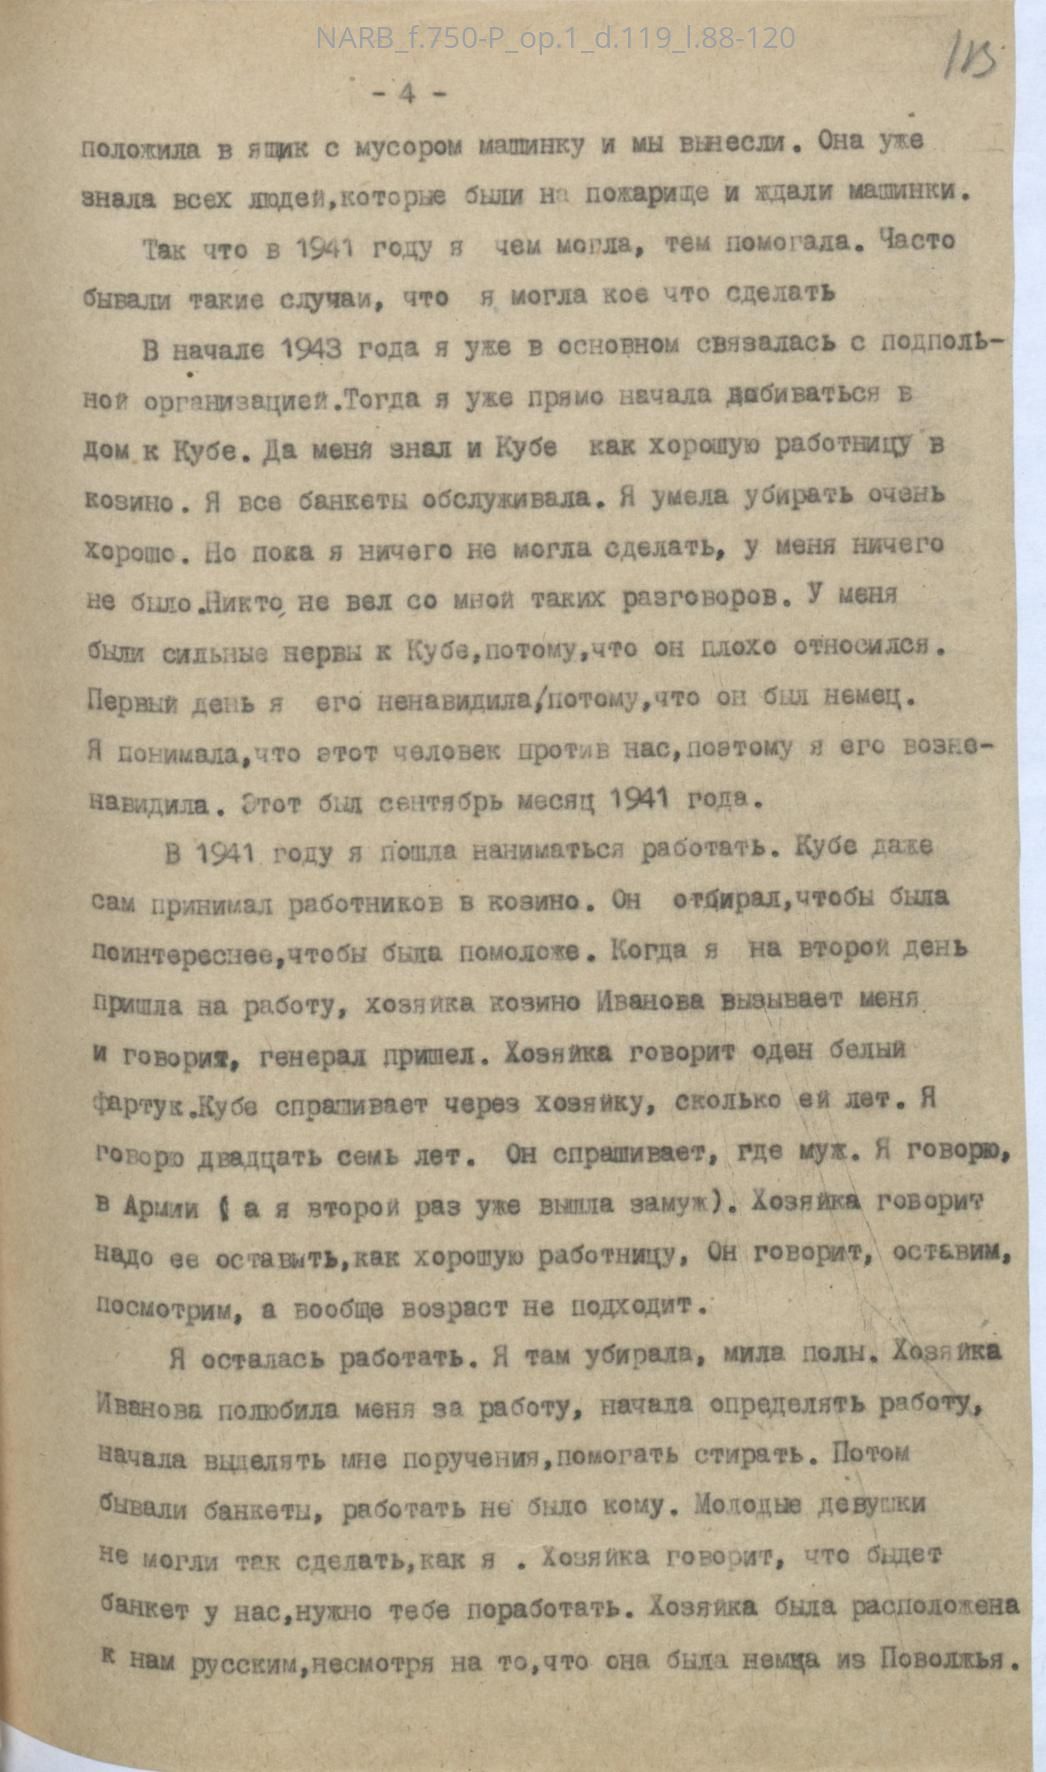 NARB_f.750-P_op.1_d.119_l.88-120
- 4 -
положила в ящик с мусором машинку и мы вынесли. Она уже
знала всех людей,которые были на пожарище и ждали машинки.
Так что в 1941 году я чем могла, тем помогала. Часто
бывали такие случаи, что я могла кое что сделать
В начале 1943 года я уже в основном связалась с подполь-
ной организацией.Тогда я уже прямо начала добиваться в
дом к Кубе. Да меня знал и Кубе как хорошую работницу в
козино. Я все банкеты обслуживала. Я умела убирать очень
хорошо. Но пока я ничего не могла сделать, у меня ничего
не было.Никто не вел со мной таких разговоров. У меня
были сильные нервы к Кубе,потому,что он плохо относился.
Первый день я его ненавидила,/потому,что он был немец.
Я понимала,что этот человек против нас,поэтому я его возне-
навидила. Этот был сентябрь месяц 1941 года.
В 1941 году я пошла наниматься работать. Кубе даже
сам принимал работников в козино. Он отбирал,чтобы была
поинтереснее,чтобы была помоложе. Когда я на второй день
пришла на работу, хозяйка козино Иванова вызывает меня
и говорит, генерал пришел. Хозяйка говорит оден белый
фартук.Кубе спрашивает через хозяйку, сколько ей лет. Я
говорю двадцать семь лет. Он спрашивает, где муж. Я говорю,
в Армии ( а я второй раз уже вышла замуж). Хозяйка говорит
надо ее оставыть,как хорошую работницу, Он говорит, оставим,
посмотрим, а вообще возраст не подходит.
Я осталась работать. Я там убирала, мила полы. Хозяйка
Иванова полюбила меня за работу, начала определять работу,
начала выделять мне поручения,помогать стирать. Потом
бывали банкеты, работать не было кому. Молодые девушки
не могли так сделать,как я . Хозяйка говорит, что быдет
банкет у нас,нужно тебе поработать. Хозяйка была расположена
к нам русским,несмотря на то,что она была немца из Поволжья.